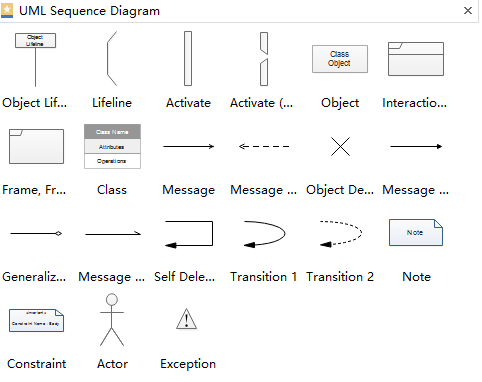 UML Sequence Diagram
Object
Lifeline
Class
Object
Object Lif...
Lifeline
Activate
Activate (...
Object
Interactio...
Class Name
Attributes
Operations
Frame, Fr...
Class
Message
Message ...
Object De...
Message ...
Note
Generaliz...
Message ...
Self Dele...
Transition 1
Transition 2
Note
Constraint Name : Body
Constraint
Actor
Exception